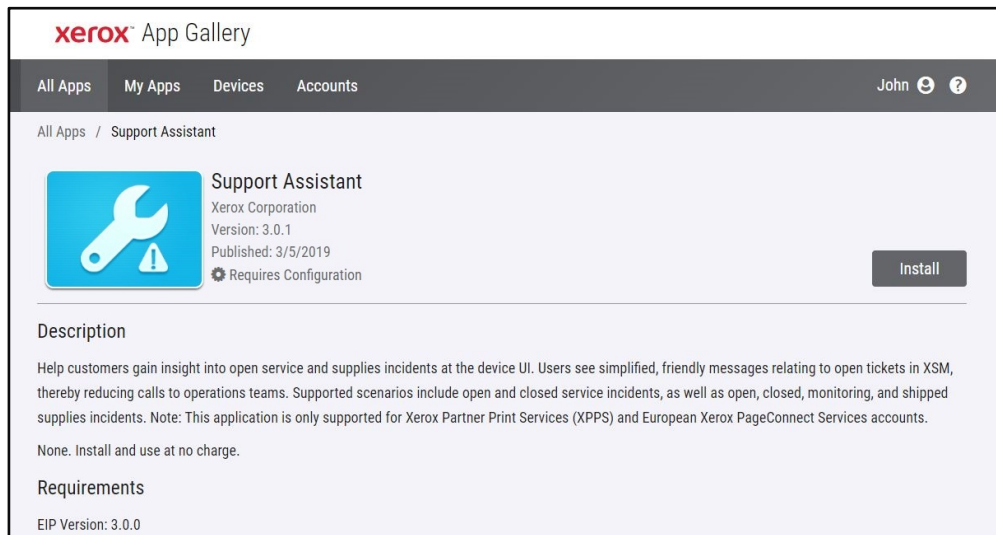 xerox™ App Gallery
All Apps My Apps Devices Accounts John ?
All Apps / Support Assistant
Support Assistant
Xerox Corporation
Version: 3.0.1
Published: 3/5/2019
Requires Configuration
Install
Description
Help customers gain insight into open service and supplies incidents at the device UI. Users see simplified, friendly messages relating to open tickets in XSM,
thereby reducing calls to operations teams. Supported scenarios include open and closed service incidents, as well as open, closed, monitoring, and shipped
supplies incidents. Note: This application is only supported for Xerox Partner Print Services (XPPS) and European Xerox PageConnect Services accounts.
None. Install and use at no charge.
Requirements
EIP Version: 3.0.0